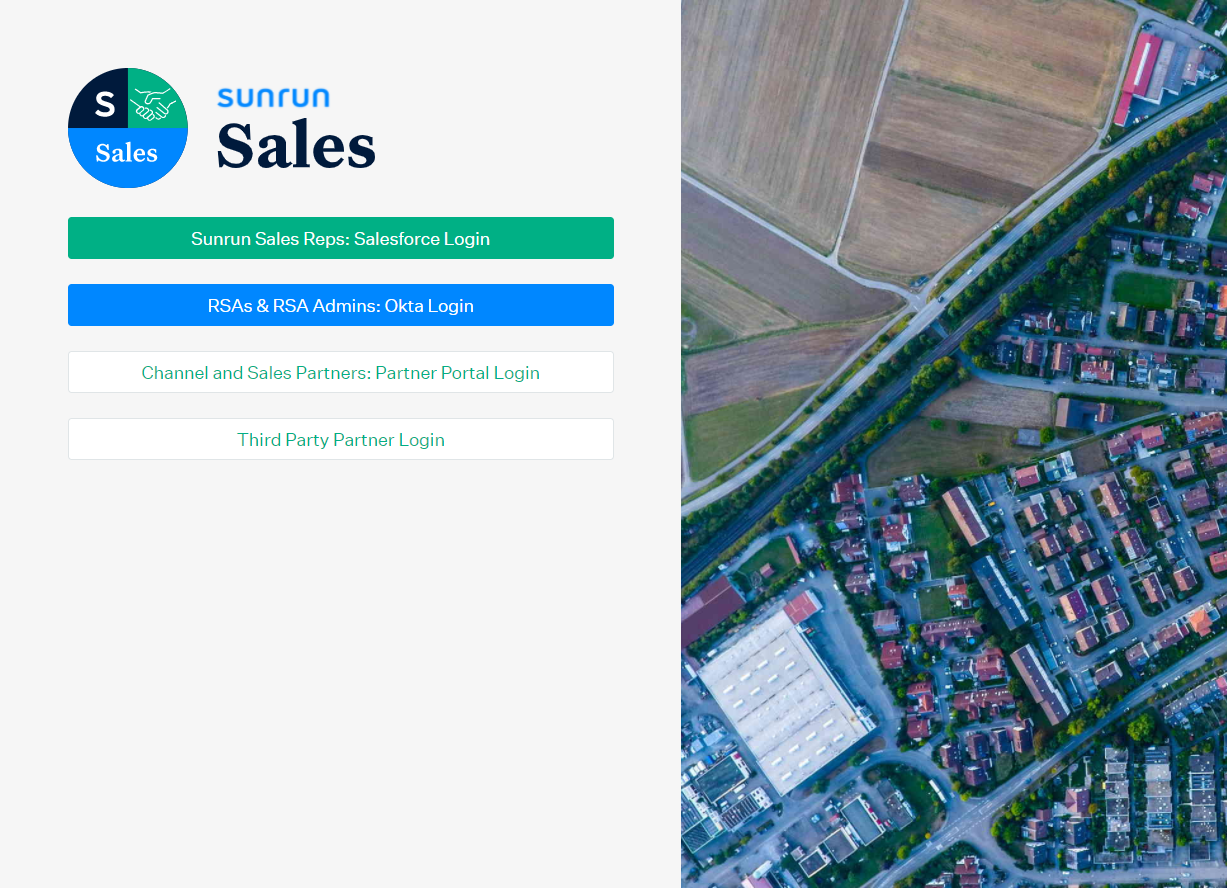 S
Sales
sunrun
Sales
Sunrun Sales Reps: Salesforce Login
RSAs & RSA Admins: Okta Login
Channel and Sales Partners: Partner Portal Login
Third Party Partner Login